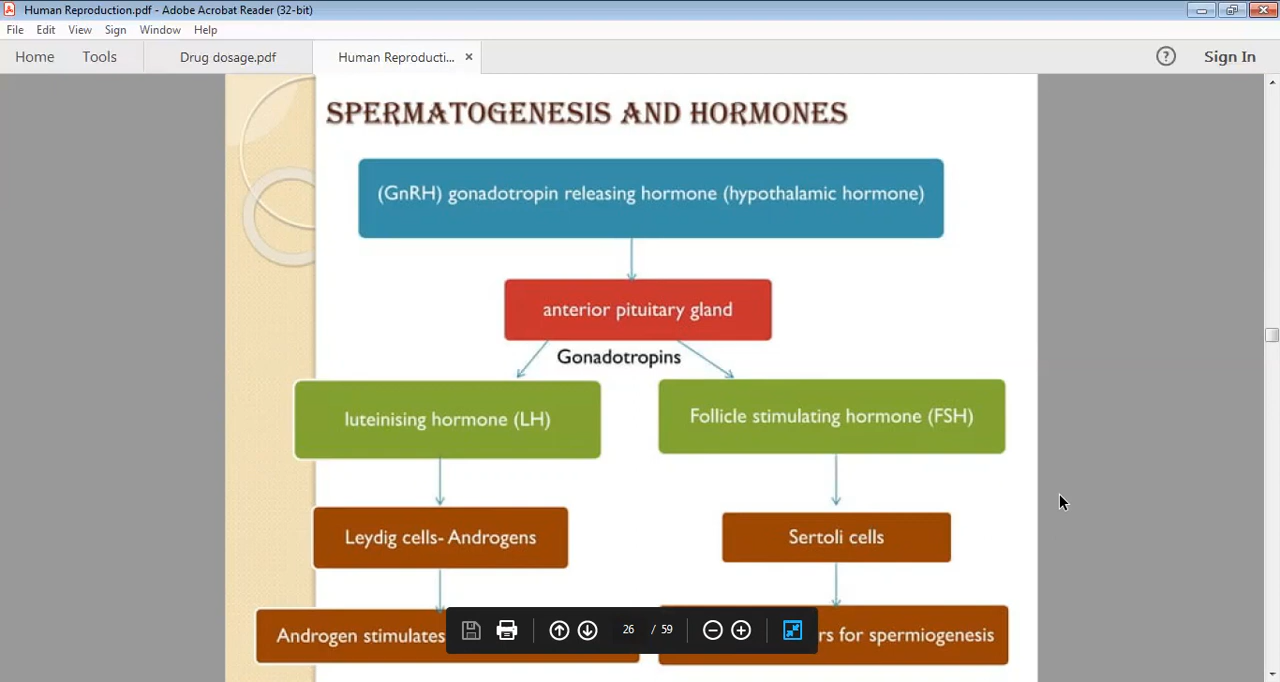 Human Reproduction.pdf - Adobe Acrobat Reader (32-bit)
File Edit View Sign Window Help
Home Tools Drug dosage.pdf Human Reproducti... × ? Sign In
SPERMATOGENESIS AND HORMONES
(GnRH) gonadotropin releasing hormone (hypothalamic hormone)
anterior pituitary gland
Gonadotropins
luteinising hormone (LH) Follicle stimulating hormone (FSH)
Leydig cells- Androgens Sertoli cells
Androgen stimulates for spermiogenesis
26 / 59